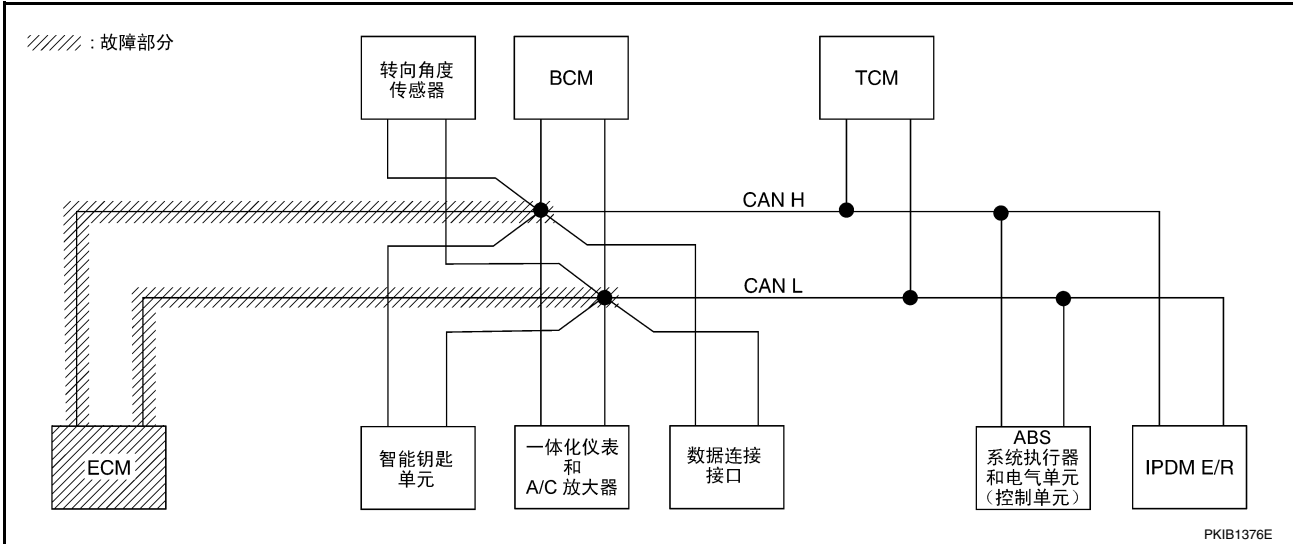 : 故障部分
转向角度
传感器
BCM
TCM
CAN H
CAN L
ECM
智能钥匙
单元
一体化仪表
和
A/C 放大器
数据连接
接口
ABS
系统执行器
和电气单元
（控制单元）
IPDM E/R
PKIB1376E